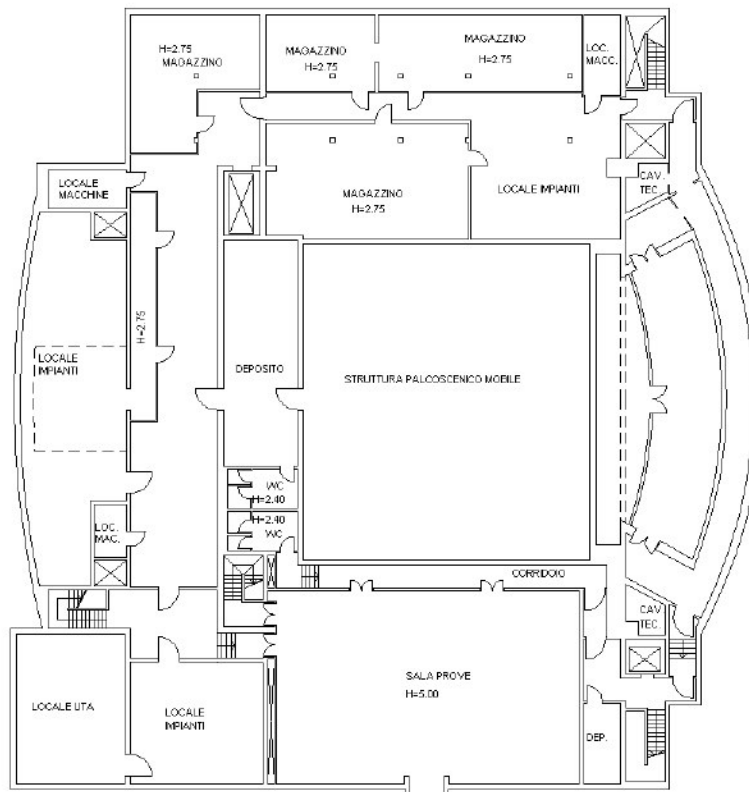 H=2.75
MAGAZZINO
MAGAZZINO
H=2.75
MAGAZZINO
H=2.75
LOC.
MACC.
LOCALE
MACCHINE
MAGAZZINO
H=2.75
LOCALE IMPIANTI
CAV.
TEC.
H=2.75
LOCALE
IMPIANTI
DEPOSITO
STRUTTURA PALCOSCENICO MOBILE
WC
H=2.40
H=2.40
WC
LOC.
MAC.
CORRIDOIO
CAV
TEC.
SALA PROVE
H=5.00
LOCALE UTA
LOCALE
IMPIANTI
DEP.